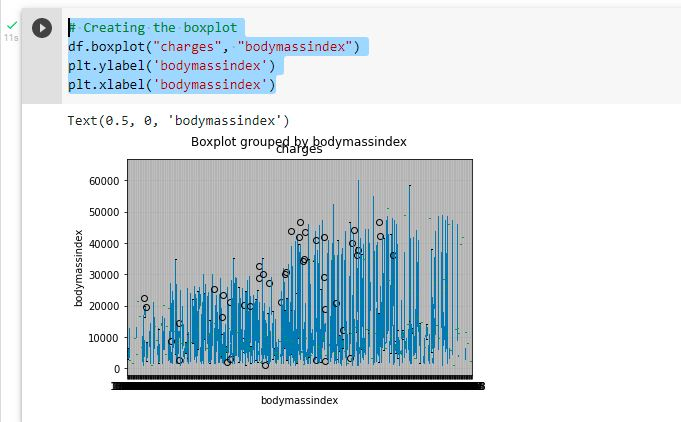 # Creating the boxplot
df.boxplot("charges", "bodymassindex")
plt.ylabel('bodymassindex')
plt.xlabel('bodymassindex')
11s
Text(0.5, 0, 'bodymassindex')
Boxplot grouped by bodymassindex
charges
60000
50000
40000
30000
20000
10000
0
bodymassindex
bodymassindex